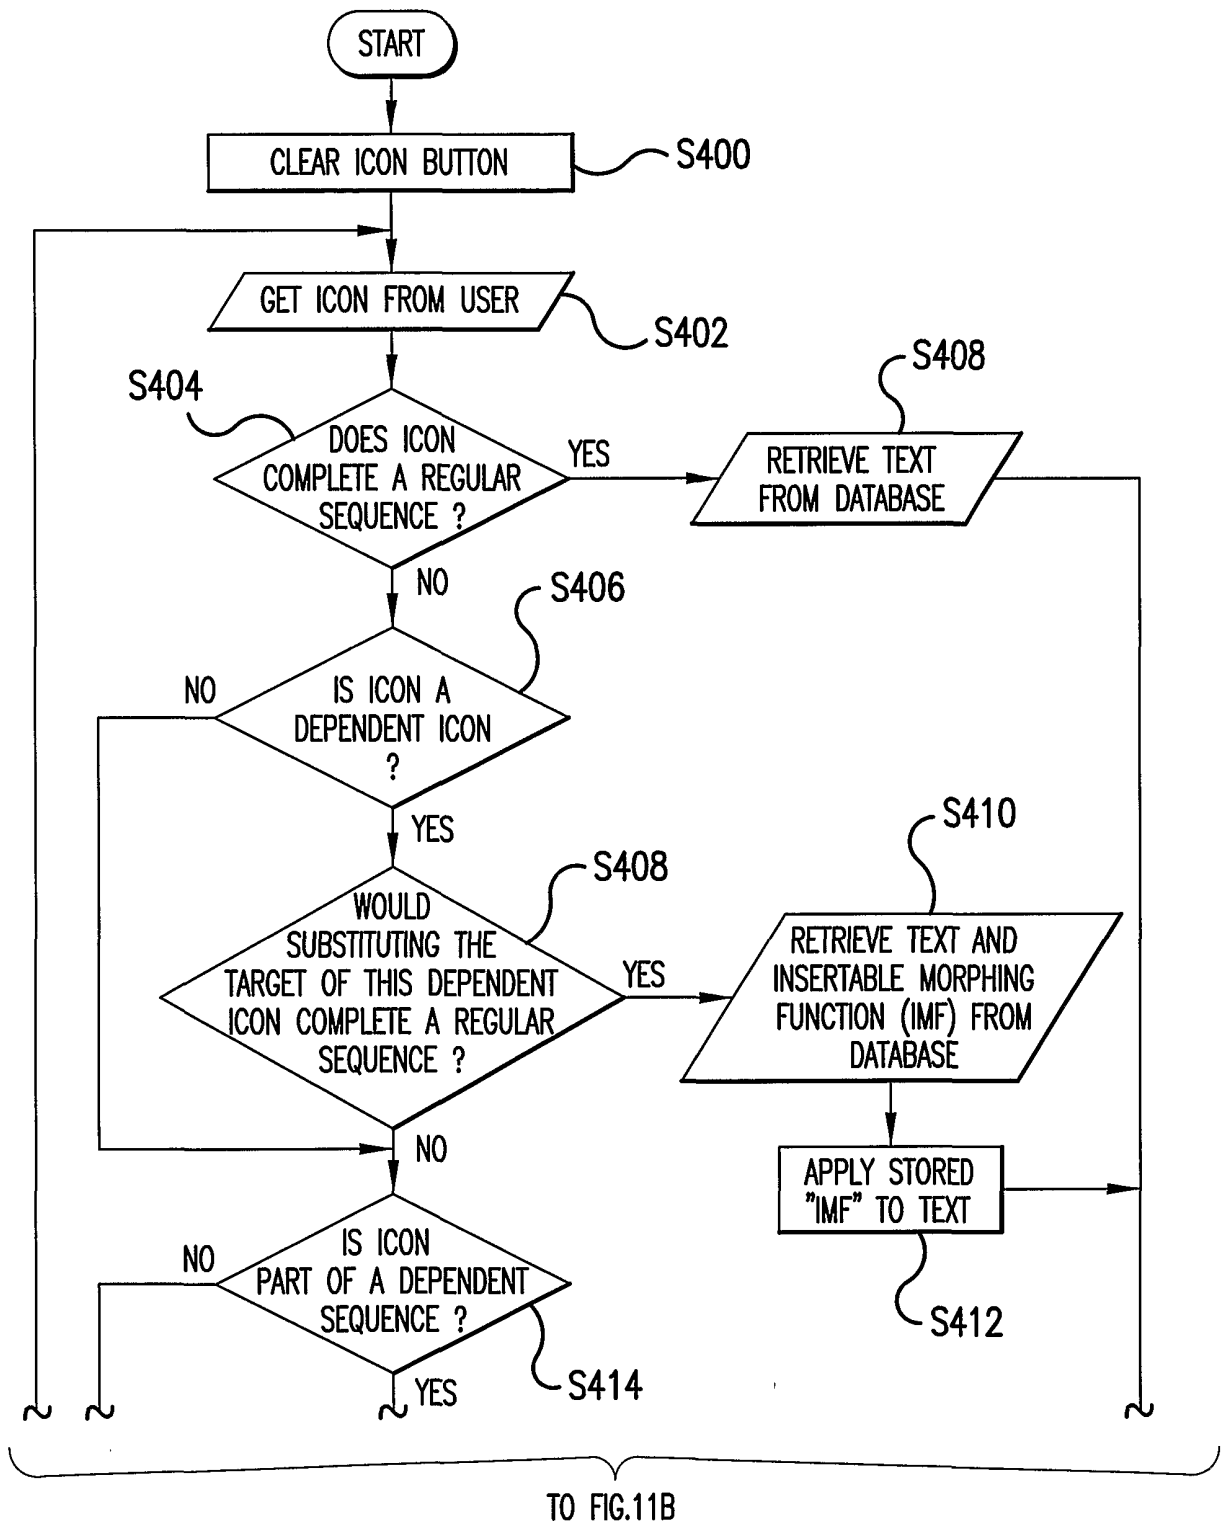 START
CLEAR ICON BUTTON
S400
GET ICON FROM USER
S402
S404
DOES ICON
COMPLETE A REGULAR
SEQUENCE ?
YES
S408
RETRIEVE TEXT
FROM DATABASE
NO
S406
NO
IS ICON A
DEPENDENT ICON
?
YES
S408
WOULD
SUBSTITUTING THE
TARGET OF THIS DEPENDENT
ICON COMPLETE A REGULAR
SEQUENCE ?
YES
S410
RETRIEVE TEXT AND
INSERTABLE MORPHING
FUNCTION (IMF) FROM
DATABASE
NO
APPLY STORED
"IMF" TO TEXT
S412
NO
IS ICON
PART OF A DEPENDENT
SEQUENCE ?
S414
YES
TO FIG.11B